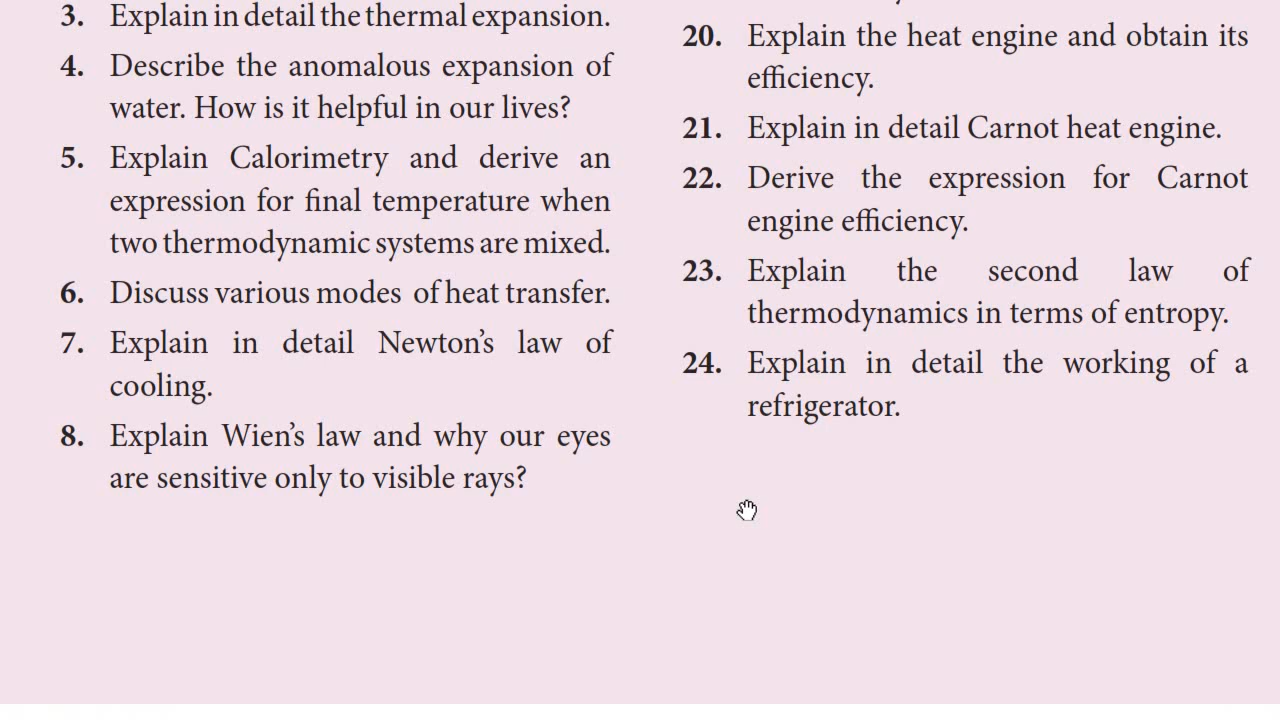 3. Explain in detail the thermal expansion.
4. Describe the anomalous expansion of
water. How is it helpful in our lives?
5. Explain Calorimetry and derive an
expression for final temperature when
two thermodynamic systems are mixed.
6. Discuss various modes of heat transfer.
7. Explain in detail Newton’s law of
cooling.
8. Explain Wien’s law and why our eyes
are sensitive only to visible rays?
20. Explain the heat engine and obtain its
efficiency.
21. Explain in detail Carnot heat engine.
22. Derive the expression for Carnot
engine efficiency.
23. Explain the second law of
thermodynamics in terms of entropy.
24. Explain in detail the working of a
refrigerator.